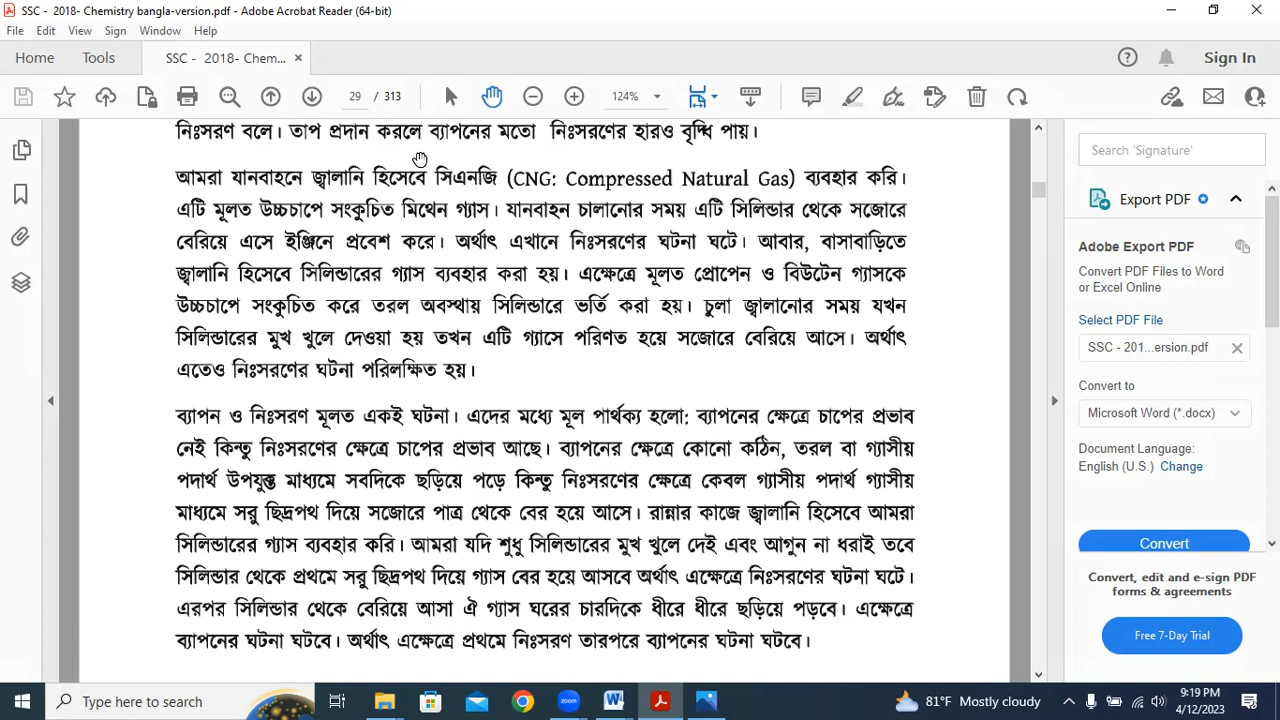 SSC - 2018- Chemistry bangla-version.pdf - Adobe Acrobat Reader (64-bit)
File Edit View Sign Window Help
Home Tools SSC - 2018- Chem... × Sign In
29 / 313 124%
নিঃসরণ বলে। তাপ প্রদান করলে ব্যাপনের মতো নিঃসরণের হারও বৃদ্ধি পায়।
আমরা যানবাহনে জ্বালানি হিসেবে সিএনজি (CNG: Compressed Natural Gas) ব্যবহার করি।
এটি মূলত উচ্চচাপে সংকুচিত মিথেন গ্যাস। যানবাহন চালানোর সময় এটি সিলিন্ডার থেকে সজোরে
বেরিয়ে এসে ইঞ্জিনে প্রবেশ করে। অর্থাৎ এখানে নিঃসরণের ঘটনা ঘটে। আবার, বাসাবাড়িতে
জ্বালানি হিসেবে সিলিন্ডারের গ্যাস ব্যবহার করা হয়। এক্ষেত্রে মূলত প্রোপেন ও বিউটেন গ্যাসকে
উচ্চচাপে সংকুচিত করে তরল অবস্থায় সিলিন্ডারে ভর্তি করা হয়। চুলা জ্বালানোর সময় যখন
সিলিন্ডারের মুখ খুলে দেওয়া হয় তখন এটি গ্যাসে পরিণত হয়ে সজোরে বেরিয়ে আসে। অর্থাৎ
এতেও নিঃসরণের ঘটনা পরিলক্ষিত হয়।
ব্যাপন ও নিঃসরণ মূলত একই ঘটনা। এদের মধ্যে মূল পার্থক্য হলো: ব্যাপনের ক্ষেত্রে চাপের প্রভাব
নেই কিন্তু নিঃসরণের ক্ষেত্রে চাপের প্রভাব আছে। ব্যাপনের ক্ষেত্রে কোনো কঠিন, তরল বা গ্যাসীয়
পদার্থ উপযুক্ত মাধ্যমে সবদিকে ছড়িয়ে পড়ে কিন্তু নিঃসরণের ক্ষেত্রে কেবল গ্যাসীয় পদার্থ গ্যাসীয়
মাধ্যমে সরু ছিদ্রপথ দিয়ে সজোরে পাত্র থেকে বের হয়ে আসে। রান্নার কাজে জ্বালানি হিসেবে আমরা
সিলিন্ডারের গ্যাস ব্যবহার করি। আমরা যদি শুধু সিলিন্ডারের মুখ খুলে দেই এবং আগুন না ধরাই তবে
সিলিন্ডার থেকে প্রথমে সরু ছিদ্রপথ দিয়ে গ্যাস বের হয়ে আসবে অর্থাৎ এক্ষেত্রে নিঃসরণের ঘটনা ঘটে।
এরপর সিলিন্ডার থেকে বেরিয়ে আসা ঐ গ্যাস ঘরের চারদিকে ধীরে ধীরে ছড়িয়ে পড়বে। এক্ষেত্রে
ব্যাপনের ঘটনা ঘটবে। অর্থাৎ এক্ষেত্রে প্রথমে নিঃসরণ তারপরে ব্যাপনের ঘটনা ঘটবে।
Search 'Signature'
Export PDF
Adobe Export PDF
Convert PDF Files to Word
or Excel Online
Select PDF File
SSC - 201...ersion.pdf
Convert to
Microsoft Word (*.docx)
Document Language:
English (U.S.) Change
Convert
Convert, edit and e-sign PDF
forms & agreements
Free 7-Day Trial
Type here to search
zoom
81°F Mostly cloudy
9:19 PM
4/12/2023